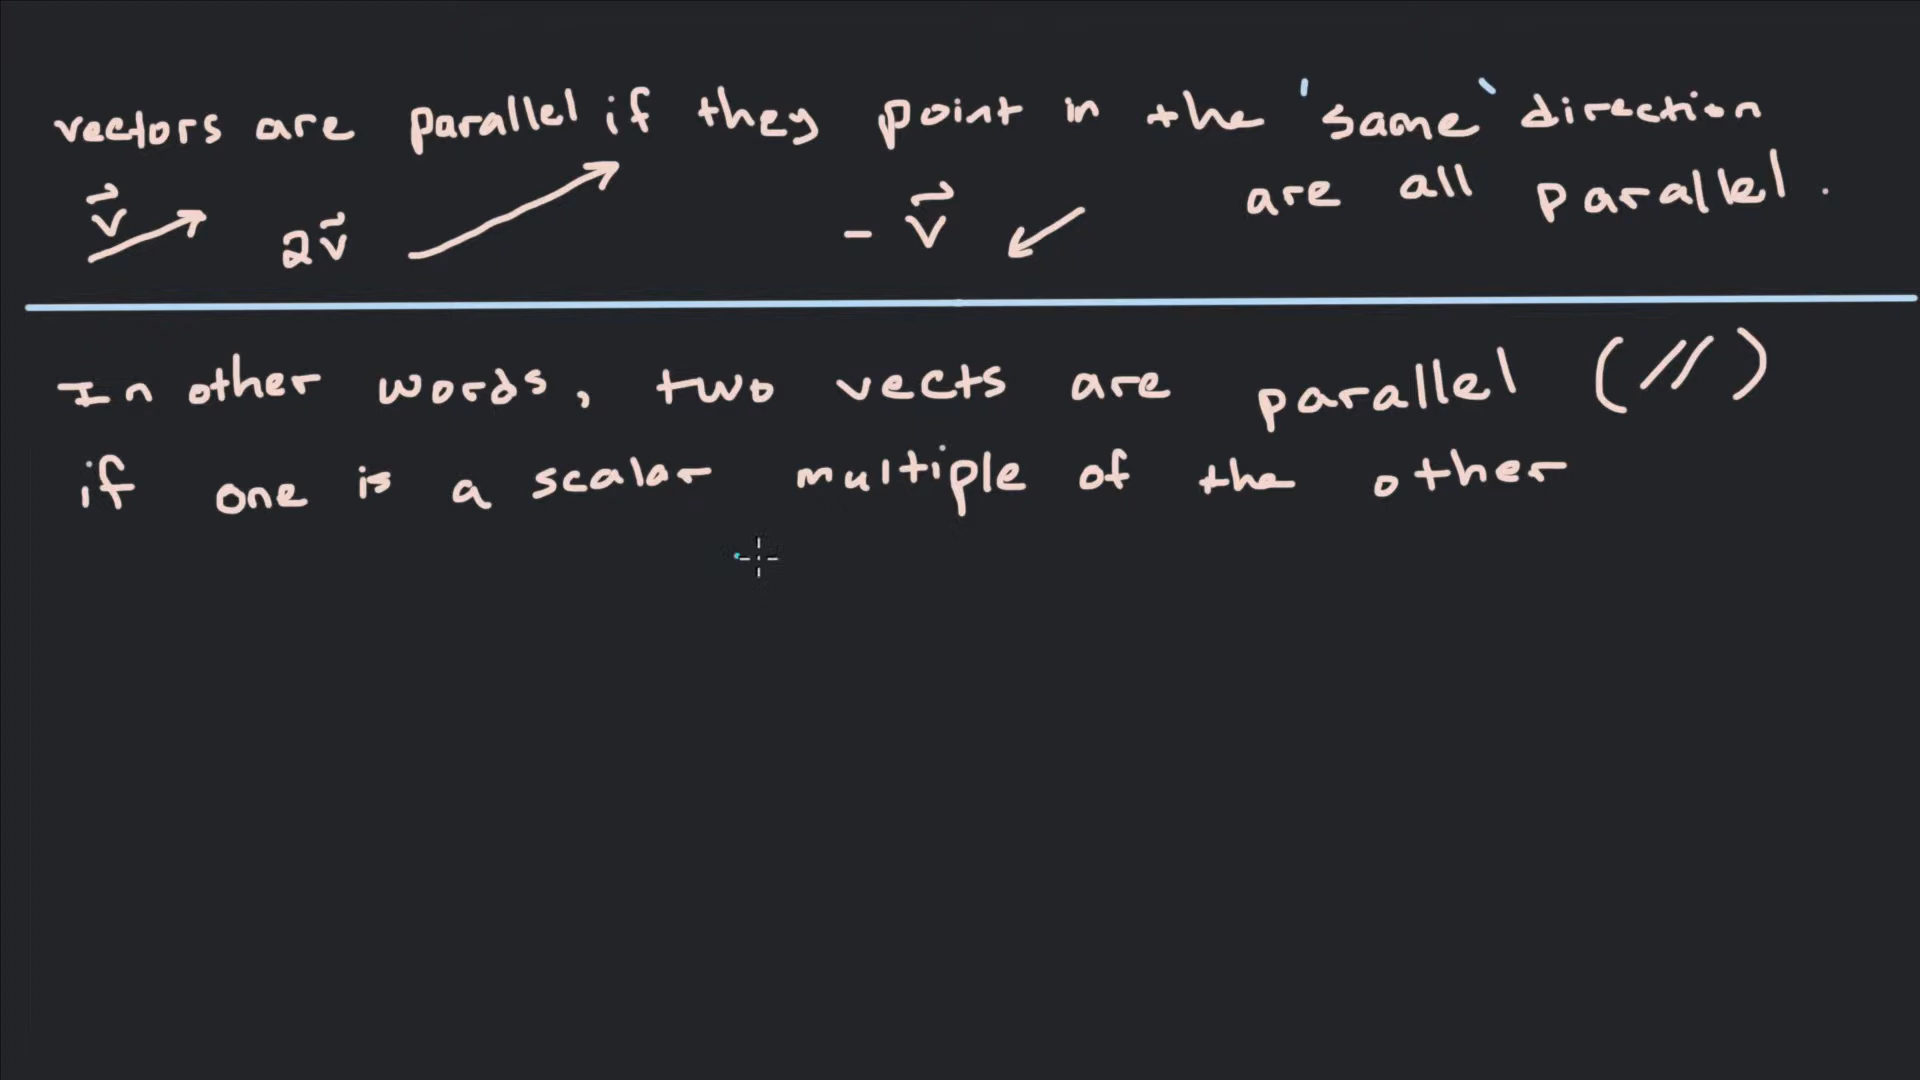 vectors are parallel if they point in the 'same' direction
v⃗ 2v⃗ - v⃗ are all parallel.
In other words, two vects are parallel (//)
if one is a scalar multiple of the other